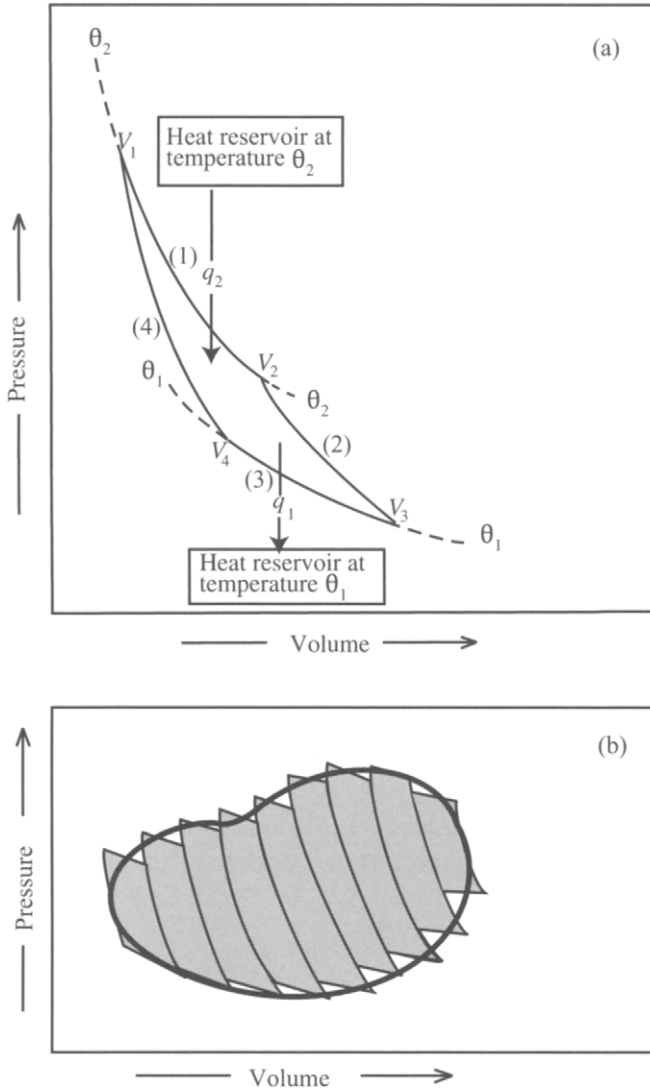 (a)
θ2
V1
Heat reservoir at
temperature θ2
(1)
q2
(4)
V2
θ1
θ2
(2)
V4
(3)
V3
q1
θ1
Heat reservoir at
temperature θ1
Pressure
Volume
(b)
Pressure
Volume